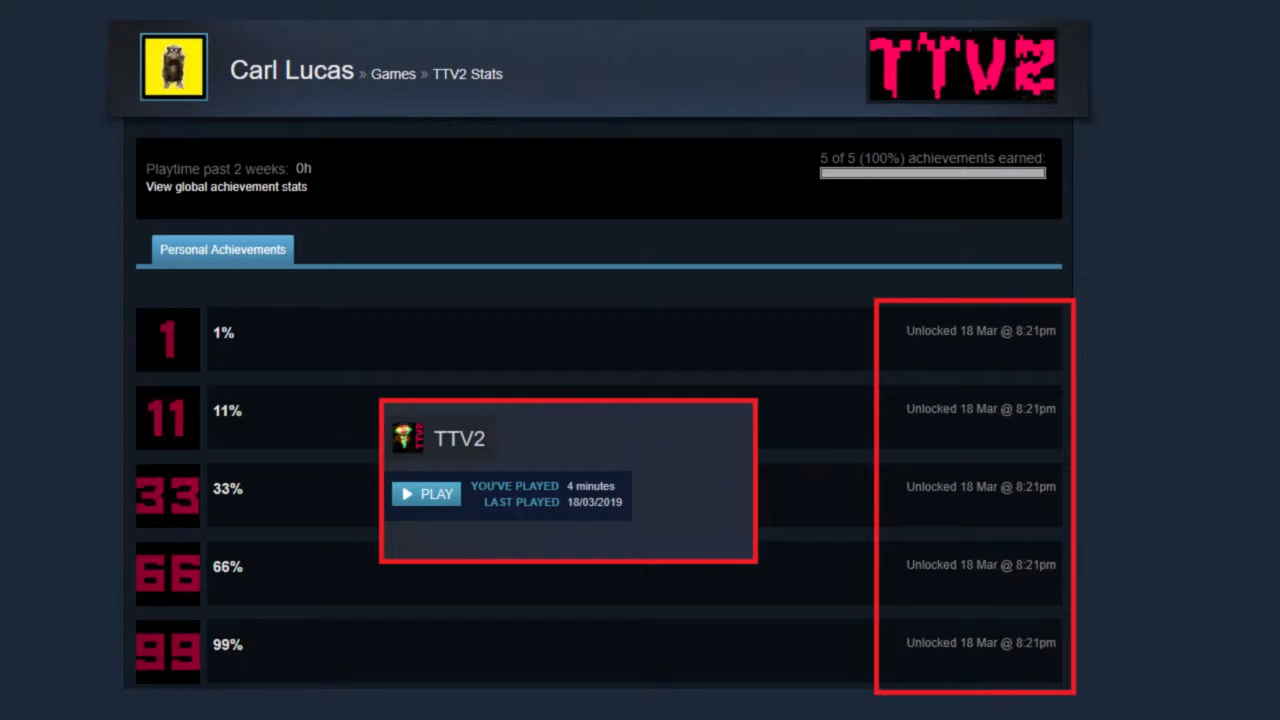 Carl Lucas » Games » TTV2 Stats
TTV2
Playtime past 2 weeks: 0h
5 of 5 (100%) achievements earned:
View global achievement stats
Personal Achievements
1
1%
Unlocked 18 Mar @ 8:21pm
11
11%
Unlocked 18 Mar @ 8:21pm
TTV2
TTV2
33
33%
Unlocked 18 Mar @ 8:21pm
PLAY
YOU'VE PLAYED 4 minutes
LAST PLAYED 18/03/2019
66
66%
Unlocked 18 Mar @ 8:21pm
99
99%
Unlocked 18 Mar @ 8:21pm